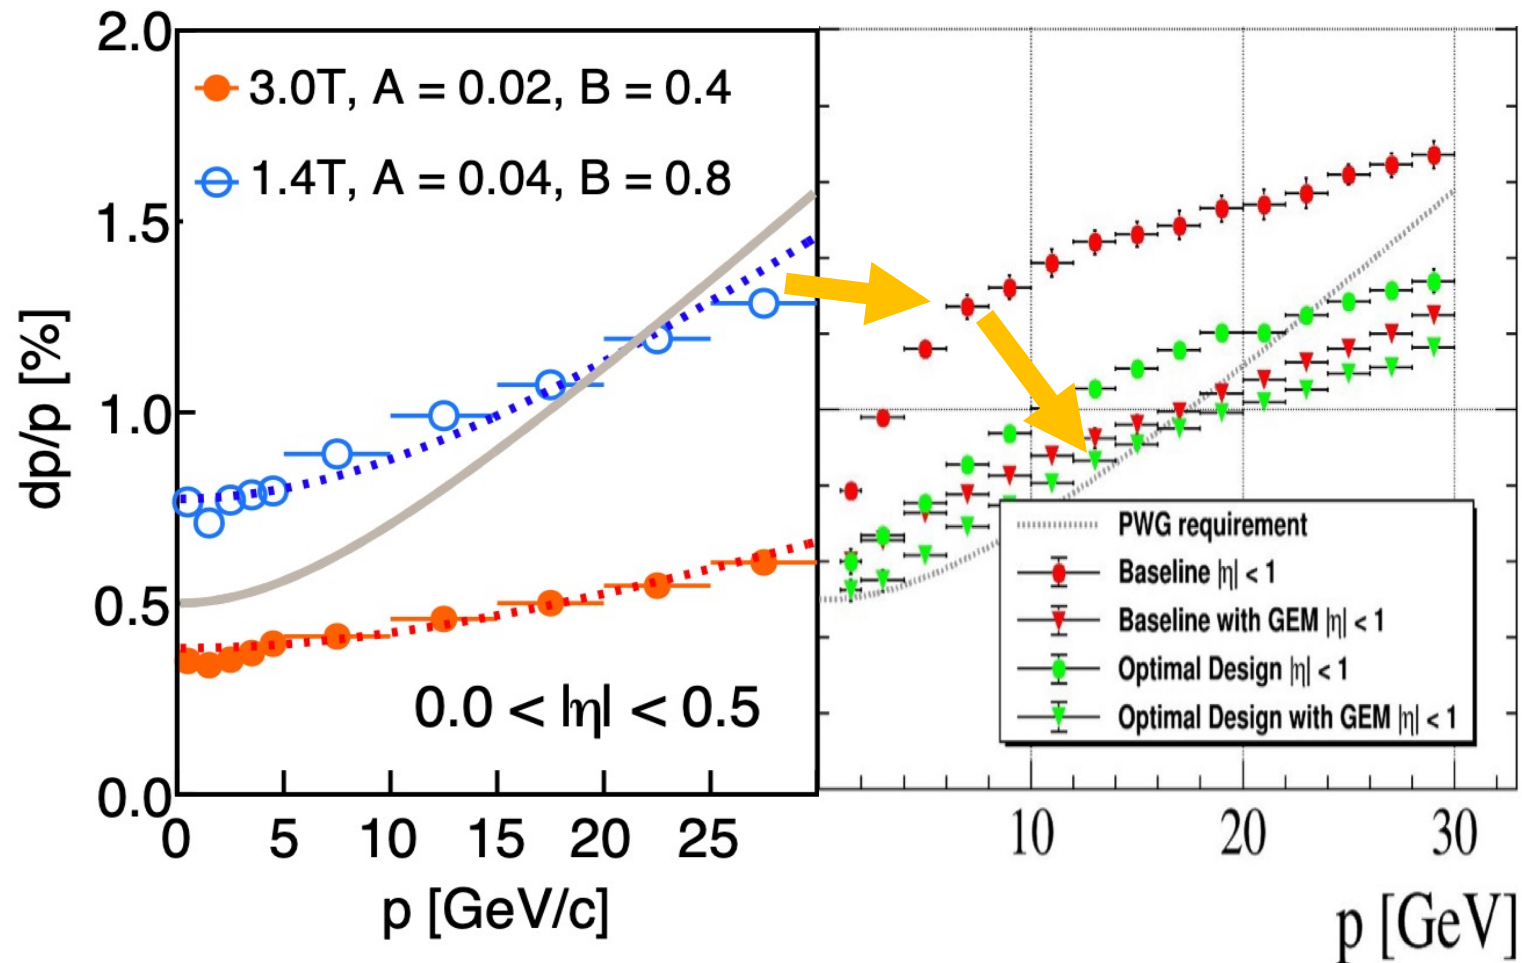 2.0
1.5
1.0
0.5
0.0
dp/p [%]
3.0T, A = 0.02, B = 0.4
1.4T, A = 0.04, B = 0.8
0.0 < |η| < 0.5
0 5 10 15 20 25
p [GeV/c]
PWG requirement
Baseline |η| < 1
Baseline with GEM |η| < 1
Optimal Design |η| < 1
Optimal Design with GEM |η| < 1
10 20 30
p [GeV]